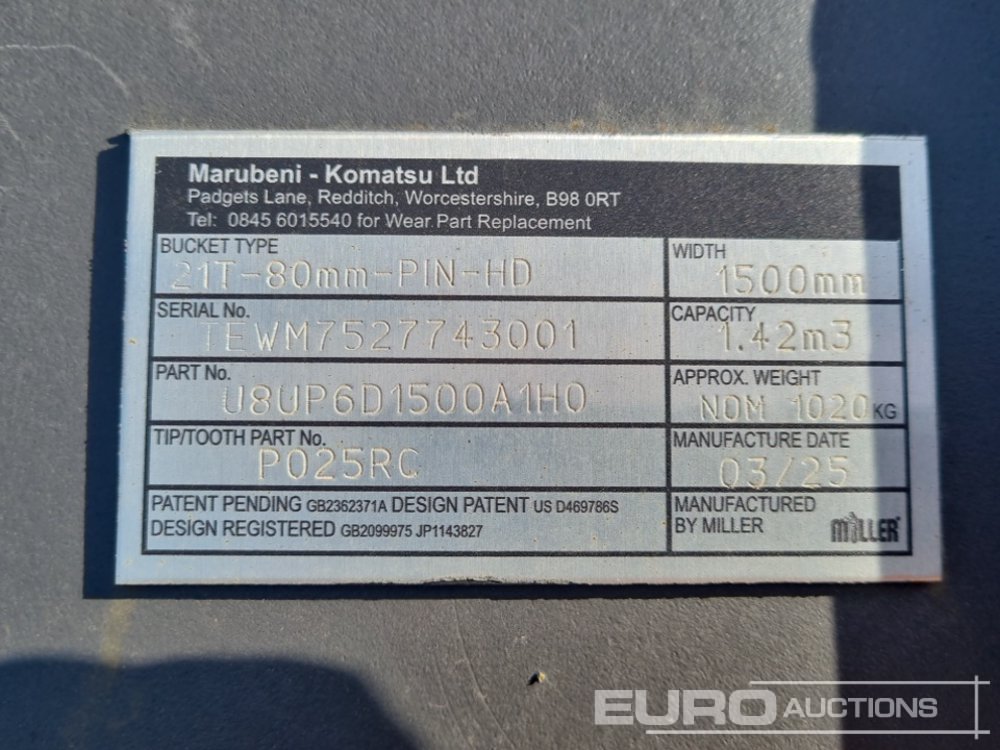 Marubeni - Komatsu Ltd
Padgets Lane, Redditch, Worcestershire, B98 0RT
Tel: 0845 6015540 for Wear Part Replacement
BUCKET TYPE
21T-80mm-PIN-HD
WIDTH
1500mm
SERIAL No.
TEWM7527743001
CAPACITY
1.42m3
PART No.
U8UP6D1500A1H0
APPROX. WEIGHT
NOM 1020 KG
TIP/TOOTH PART No.
P025RC
MANUFACTURE DATE
03/25
PATENT PENDING GB2362371A DESIGN PATENT US D469786S
DESIGN REGISTERED GB2099975 JP1143827
MANUFACTURED
BY MILLER
MILLER
EURO AUCTIONS